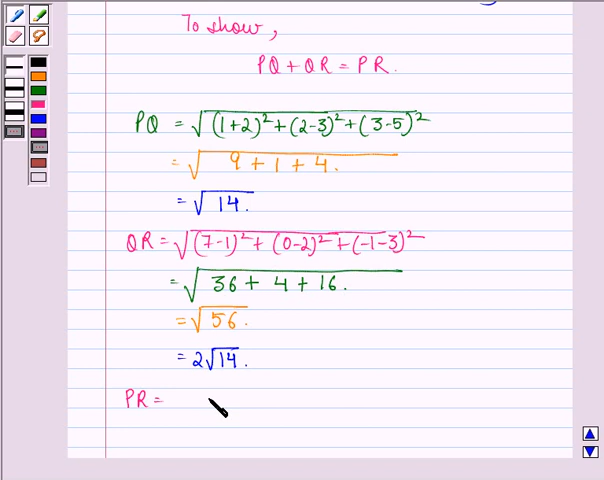 To show,
PQ + QR = PR.
PQ = √(1+2)² + (2-3)² + (3-5)²
= √9 + 1 + 4.
= √14.
QR = √(7-1)² + (0-2)² + (-1-3)²
= √36 + 4 + 16.
= √56.
= 2√14.
PR =